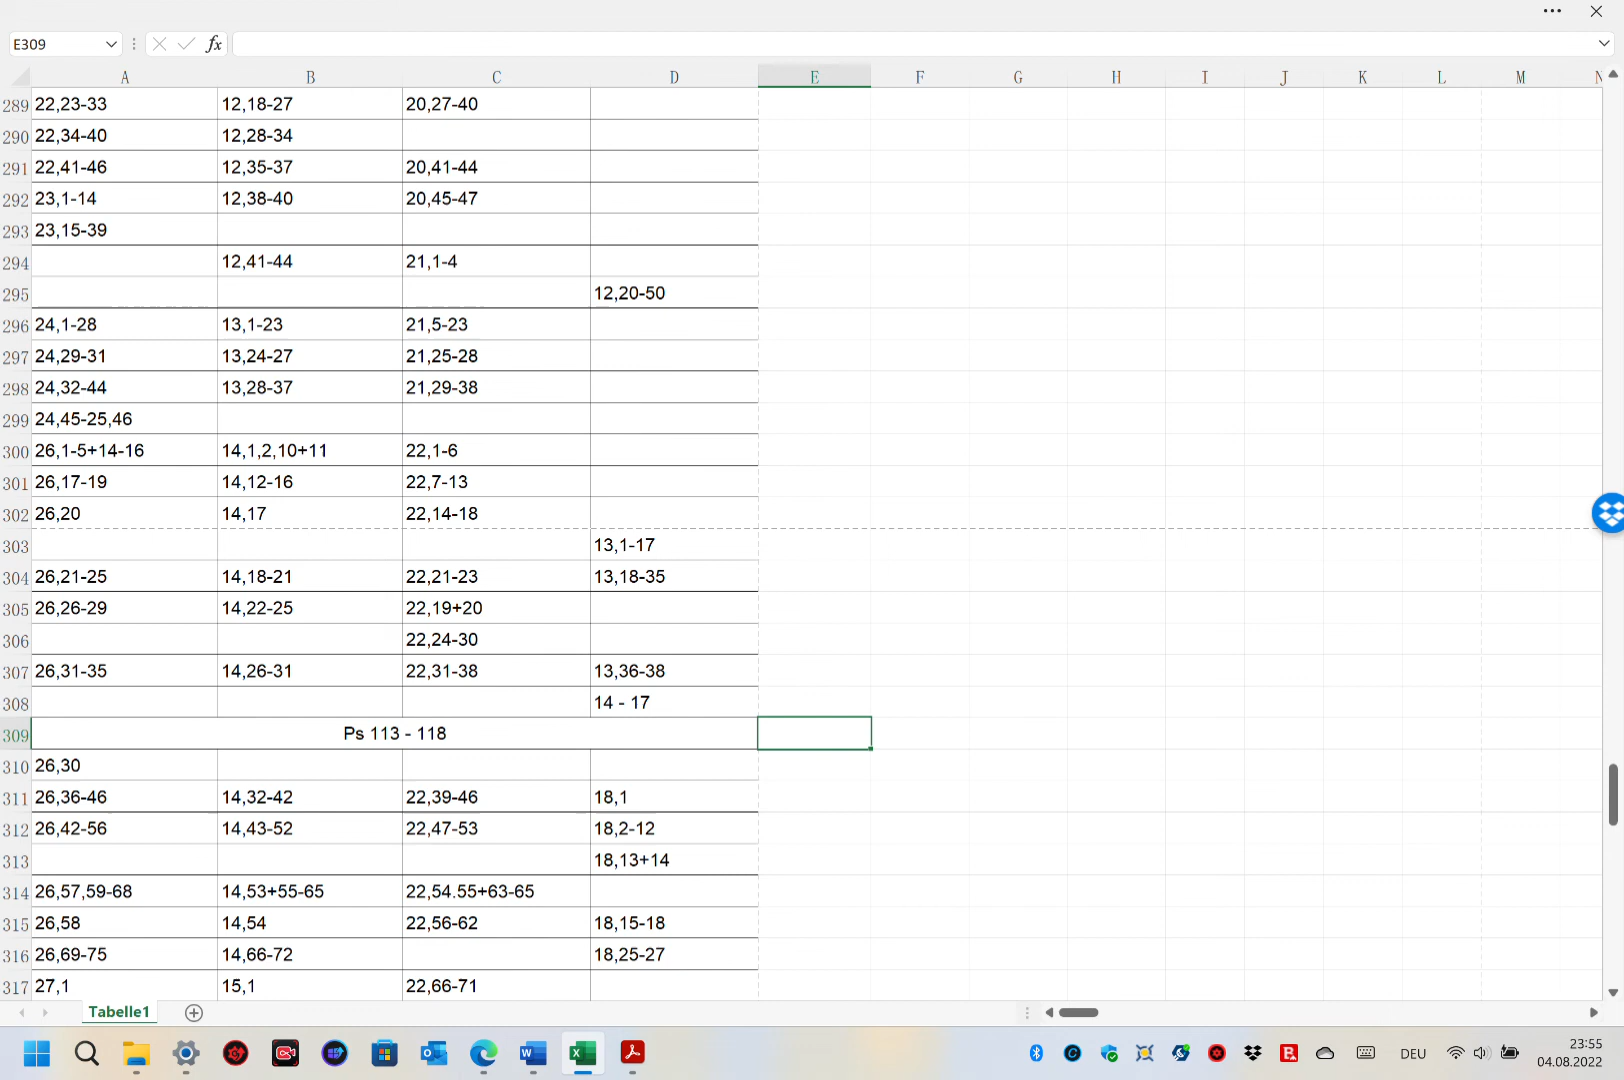 E309 fx
A B C D E F G H I J K L M N
289 22,23-33 12,18-27 20,27-40
290 22,34-40 12,28-34
291 22,41-46 12,35-37 20,41-44
292 23,1-14 12,38-40 20,45-47
293 23,15-39
294 12,41-44 21,1-4
295 12,20-50
296 24,1-28 13,1-23 21,5-23
297 24,29-31 13,24-27 21,25-28
298 24,32-44 13,28-37 21,29-38
299 24,45-25,46
300 26,1-5+14-16 14,1,2,10+11 22,1-6
301 26,17-19 14,12-16 22,7-13
302 26,20 14,17 22,14-18
303 13,1-17
304 26,21-25 14,18-21 22,21-23 13,18-35
305 26,26-29 14,22-25 22,19+20
306 22,24-30
307 26,31-35 14,26-31 22,31-38 13,36-38
308 14 - 17
309 Ps 113 - 118
310 26,30
311 26,36-46 14,32-42 22,39-46 18,1
312 26,42-56 14,43-52 22,47-53 18,2-12
313 18,13+14
314 26,57,59-68 14,53+55-65 22,54.55+63-65
315 26,58 14,54 22,56-62 18,15-18
316 26,69-75 14,66-72 18,25-27
317 27,1 15,1 22,66-71
Tabelle1
DEU 23:55
04.08.2022